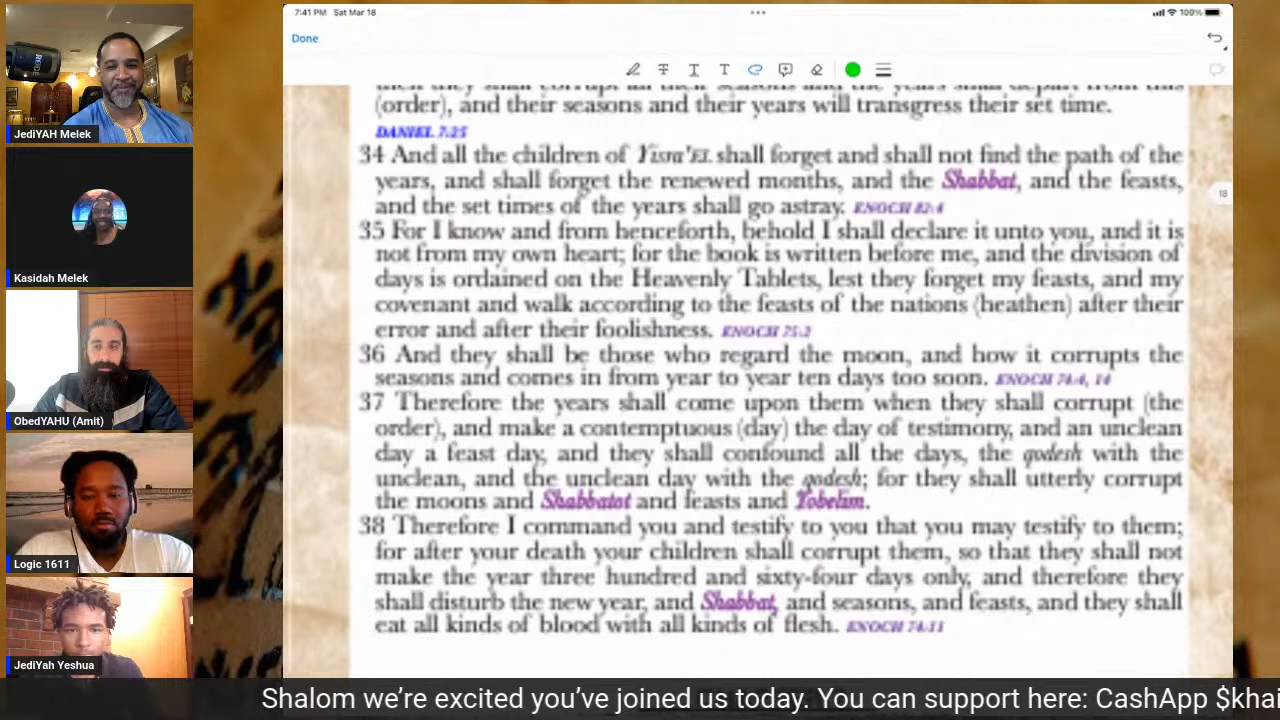 7:41 PM Sat Mar 18
100%
Done
(order), and their seasons and their years will transgress their set time.
DANIEL 7:25
34 And all the children of Yisra'EL shall forget and shall not find the path of the
years, and shall forget the renewed months, and the Shabbat, and the feasts,
and the set times of the years shall go astray. ENOCH 82:4
35 For I know and from henceforth, behold I shall declare it unto you, and it is
not from my own heart; for the book is written before me, and the division of
days is ordained on the Heavenly Tablets, lest they forget my feasts, and my
covenant and walk according to the feasts of the nations (heathen) after their
error and after their foolishness. ENOCH 75:2
36 And they shall be those who regard the moon, and how it corrupts the
seasons and comes in from year to year ten days too soon. ENOCH 74:4, 14
37 Therefore the years shall come upon them when they shall corrupt (the
order), and make a contemptuous (day) the day of testimony, and an unclean
day a feast day, and they shall confound all the days, the qodesh with the
unclean, and the unclean day with the qodesh; for they shall utterly corrupt
the moons and Shabbatot and feasts and Yobelim.
38 Therefore I command you and testify to you that you may testify to them;
for after your death your children shall corrupt them, so that they shall not
make the year three hundred and sixty-four days only, and therefore they
shall disturb the new year, and Shabbat, and seasons, and feasts, and they shall
eat all kinds of blood with all kinds of flesh. ENOCH 74:11
18
JediYAH Melek
Kasidah Melek
ObedYAHU (Amit)
Logic 1611
JediYah Yeshua
Shalom we're excited you've joined us today. You can support here: CashApp $khai